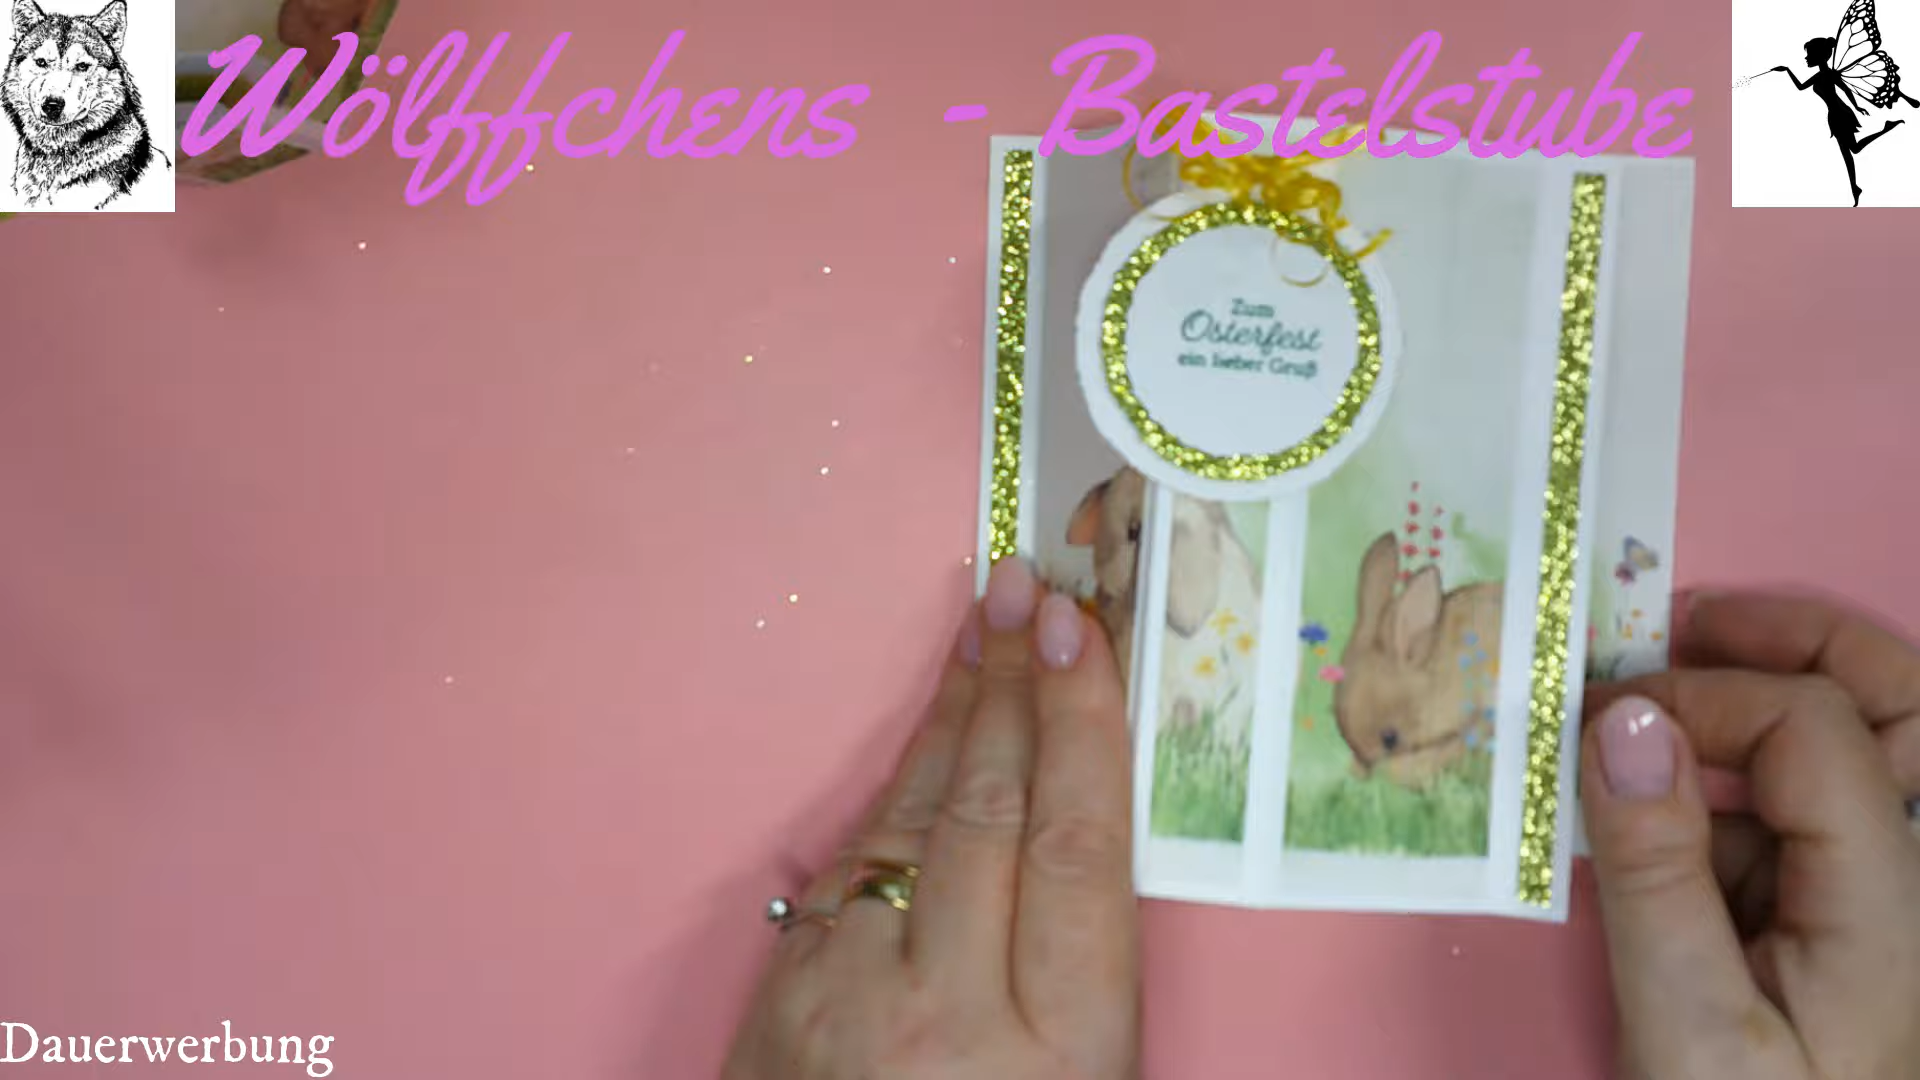 Wölffchens - Bastelstube
Zum
Osterfest
ein lieber Gruß
Dauerwerbung